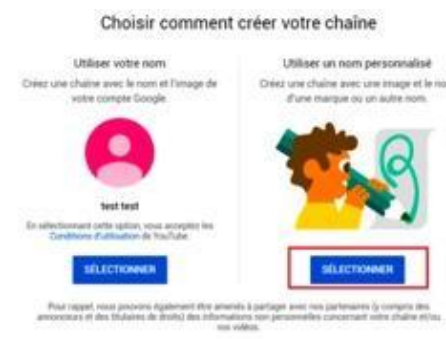 Choisir comment créer votre chaîne
Utiliser votre nom
Créez une chaîne avec le nom et l'image de
votre compte Google.
test test
En sélectionnant cette option, vous acceptez les
Conditions d'utilisation de YouTube.
SÉLECTIONNER
Utiliser un nom personnalisé
Créez une chaîne avec une image et le no
d'une marque ou un autre nom.
SÉLECTIONNER
Pour rappel, nous pouvons également être amenés à partager avec nos partenaires (y compris des
annonceurs et des titulaires de droits) des informations non personnelles concernant votre chaîne et/ou
vos vidéos.